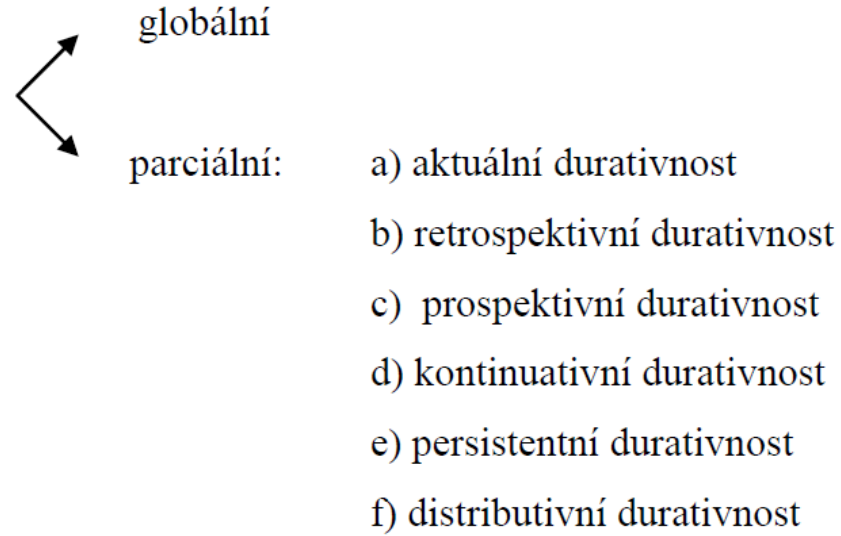 globální
parciální: a) aktuální durativnost
b) retrospektivní durativnost
c) prospektivní durativnost
d) kontinuativní durativnost
e) persistentní durativnost
f) distributivní durativnost